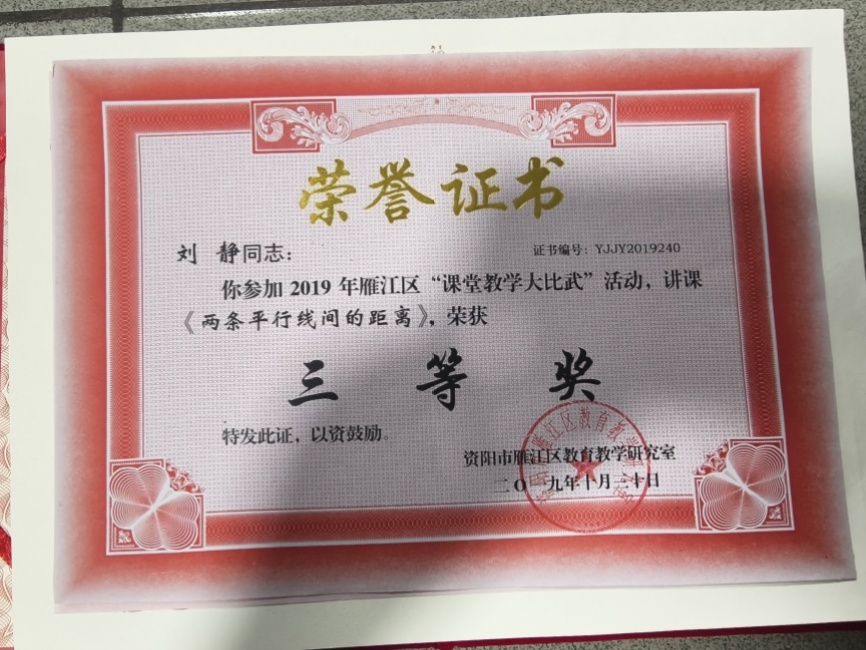 荣誉证书
刘 静同志：
证书编号：YJJY2019240
你参加 2019 年雁江区“课堂教学大比武”活动，讲课
《两条平行线间的距离》，荣获
三 等 奖
特发此证，以资鼓励。
资阳市雁江区教育教学研究室
二〇一九年十月二十日